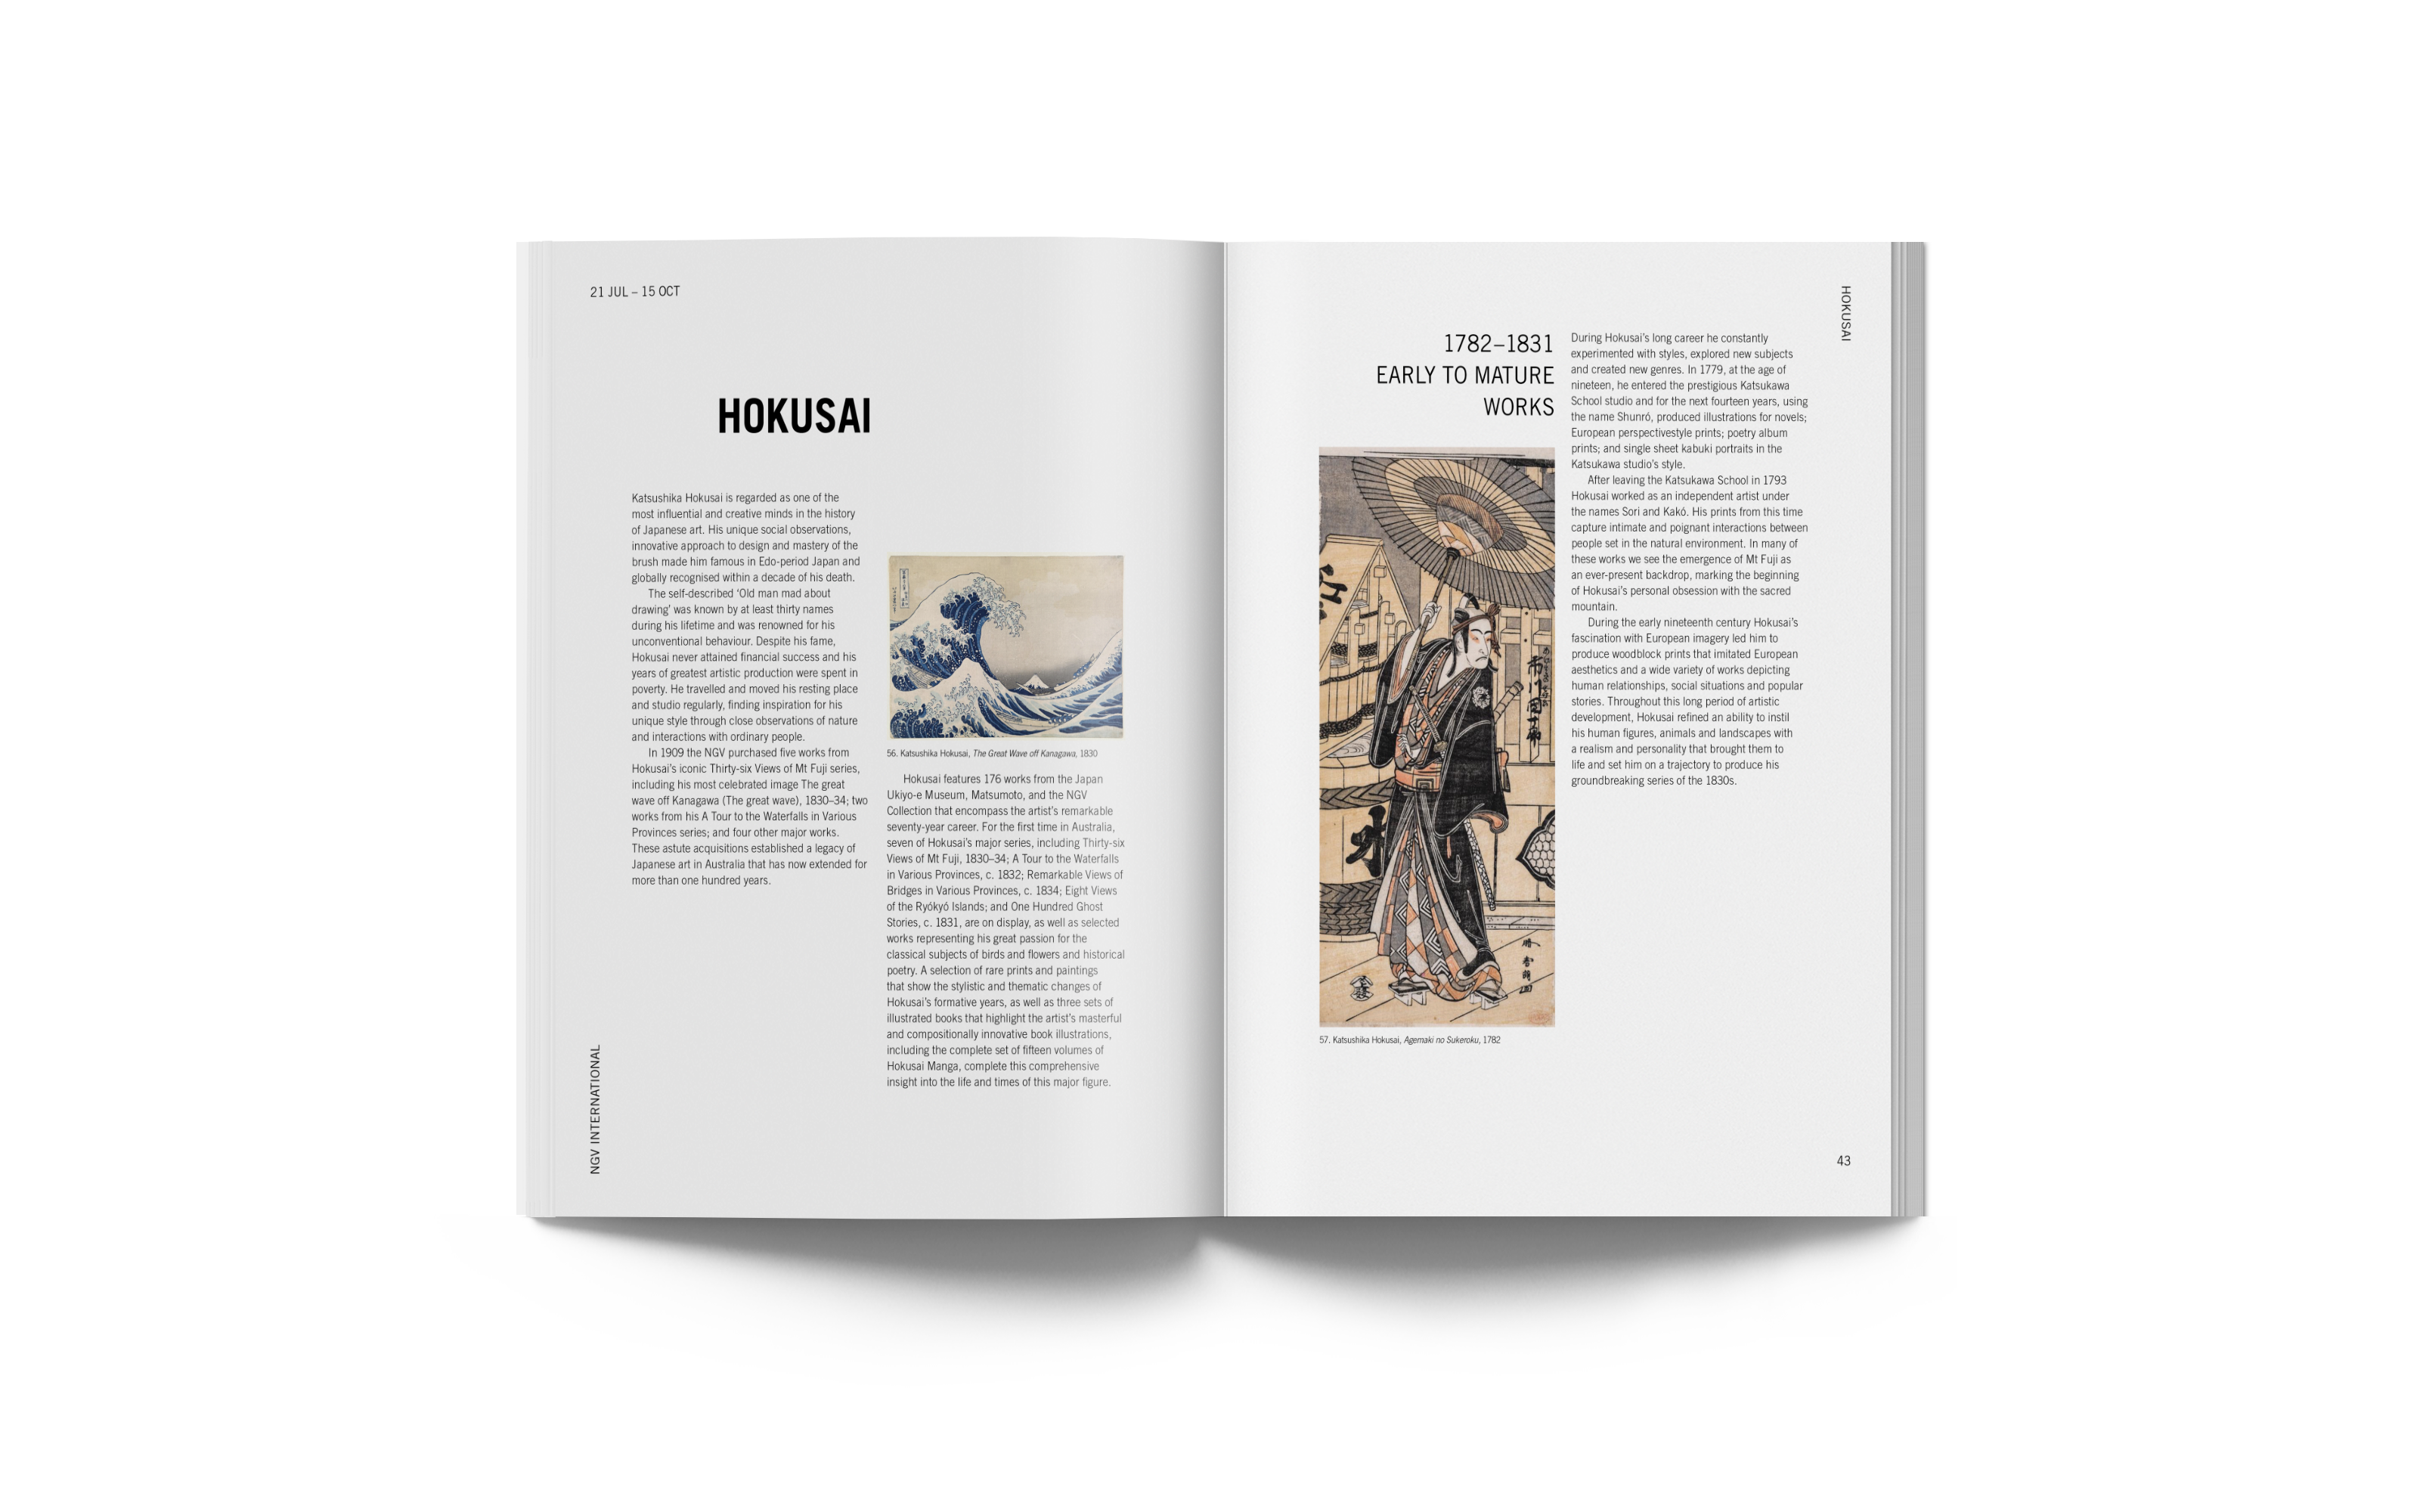 21 JUL – 15 OCT
HOKUSAI
Katsushika Hokusai is regarded as one of the
most influential and creative minds in the history
of Japanese art. His unique social observations,
innovative approach to design and mastery of the
brush made him famous in Edo-period Japan and
globally recognised within a decade of his death.
The self-described ‘Old man mad about
drawing’ was known by at least thirty names
during his lifetime and was renowned for his
unconventional behaviour. Despite his fame,
Hokusai never attained financial success and his
years of greatest artistic production were spent in
poverty. He travelled and moved his resting place
and studio regularly, finding inspiration for his
unique style through close observations of nature
and interactions with ordinary people.
In 1909 the NGV purchased five works from
Hokusai’s iconic Thirty-six Views of Mt Fuji series,
including his most celebrated image The great
wave off Kanagawa (The great wave), 1830–34; two
works from his A Tour to the Waterfalls in Various
Provinces series; and four other major works.
These astute acquisitions established a legacy of
Japanese art in Australia that has now extended for
more than one hundred years.
56. Katsushika Hokusai, The Great Wave off Kanagawa, 1830
Hokusai features 176 works from the Japan
Ukiyo-e Museum, Matsumoto, and the NGV
Collection that encompass the artist’s remarkable
seventy-year career. For the first time in Australia,
seven of Hokusai’s major series, including Thirty-six
Views of Mt Fuji, 1830–34; A Tour to the Waterfalls
in Various Provinces, c. 1832; Remarkable Views of
Bridges in Various Provinces, c. 1834; Eight Views
of the Ryókyó Islands; and One Hundred Ghost
Stories, c. 1831, are on display, as well as selected
works representing his great passion for the
classical subjects of birds and flowers and historical
poetry. A selection of rare prints and paintings
that show the stylistic and thematic changes of
Hokusai’s formative years, as well as three sets of
illustrated books that highlight the artist’s masterful
and compositionally innovative book illustrations,
including the complete set of fifteen volumes of
Hokusai Manga, complete this comprehensive
insight into the life and times of this major figure.
NGV INTERNATIONAL
HOKUSAI
1782–1831
EARLY TO MATURE
WORKS
市川團十郎
57. Katsushika Hokusai, Agemaki no Sukeroku, 1782
During Hokusai’s long career he constantly
experimented with styles, explored new subjects
and created new genres. In 1779, at the age of
nineteen, he entered the prestigious Katsukawa
School studio and for the next fourteen years, using
the name Shunró, produced illustrations for novels;
European perspectivestyle prints; poetry album
prints; and single sheet kabuki portraits in the
Katsukawa studio’s style.
After leaving the Katsukawa School in 1793
Hokusai worked as an independent artist under
the names Sori and Kakó. His prints from this time
capture intimate and poignant interactions between
people set in the natural environment. In many of
these works we see the emergence of Mt Fuji as
an ever-present backdrop, marking the beginning
of Hokusai’s personal obsession with the sacred
mountain.
During the early nineteenth century Hokusai’s
fascination with European imagery led him to
produce woodblock prints that imitated European
aesthetics and a wide variety of works depicting
human relationships, social situations and popular
stories. Throughout this long period of artistic
development, Hokusai refined an ability to instil
his human figures, animals and landscapes with
a realism and personality that brought them to
life and set him on a trajectory to produce his
groundbreaking series of the 1830s.
43